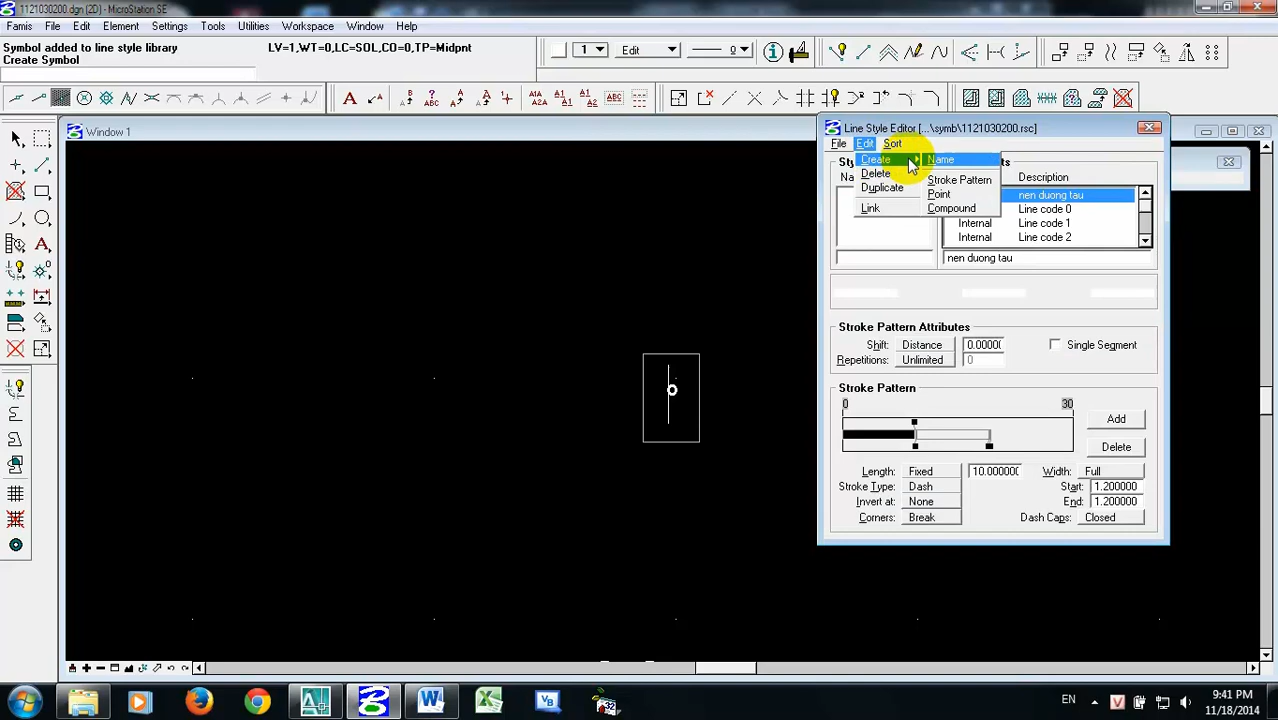 1121030200.dgn (2D) - MicroStation SE
Famis File Edit Element Settings Tools Utilities Workspace Window Help
Symbol added to line style library
LV=1,WT=0,LC=SOL,CO=0,TP=Midpnt
Create Symbol
1 Edit 0
Window 1
Line Style Editor [...\symb\1121030200.rsc]
File Edit Sort
Create Name
Delete Stroke Pattern
Duplicate Point
Link Compound
Description
nen duong tau
Line code 0
Internal Line code 1
Internal Line code 2
nen duong tau
Stroke Pattern Attributes
Shift: Distance Single Segment
Repetitions: Unlimited 0
Stroke Pattern
0 30
Add
Delete
Length: Fixed Width: Full
Stroke Type: Dash Start: 1.200000
Invert at: None End: 1.200000
Corners: Break Dash Caps: Closed
EN
9:41 PM
11/18/2014